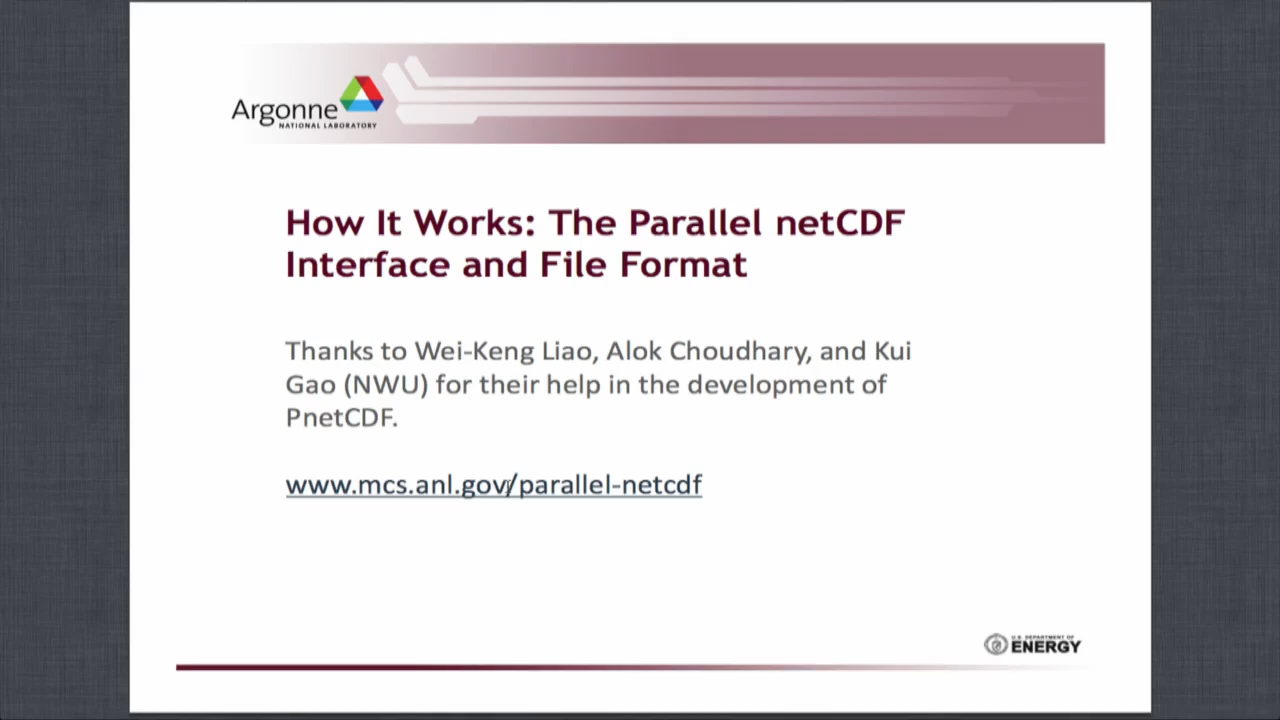 Argonne
NATIONAL LABORATORY
How It Works: The Parallel netCDF
Interface and File Format
Thanks to Wei-Keng Liao, Alok Choudhary, and Kui
Gao (NWU) for their help in the development of
PnetCDF.
www.mcs.anl.gov/parallel-netcdf
U.S. DEPARTMENT OF
ENERGY